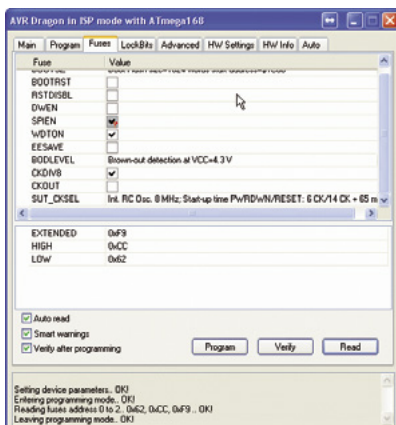 AVR Dragon in ISP mode with ATmega168
Main Program Fuses LockBits Advanced HW Settings HW Info Auto
Fuse Value
BOOTRST
RSTDISBL
DWEN
SPIEN
WDTON
EESAVE
BODLEVEL Brown-out detection at VCC=4.3 V
CKDIV8
CKOUT
SUT_CKSEL Int. RC Osc. 8 MHz; Start-up time PWRDWN/RESET: 6 CK/14 CK + 65 m
EXTENDED 0xF9
HIGH 0xCC
LOW 0x62
Auto read
Smart warnings
Verify after programming
Program Verify Read
Setting device parameters.. OK!
Entering programming mode.. OK!
Reading fuses address 0 to 2.. 0x62, 0xCC, 0xF9 .. OK!
Leaving programming mode.. OK!